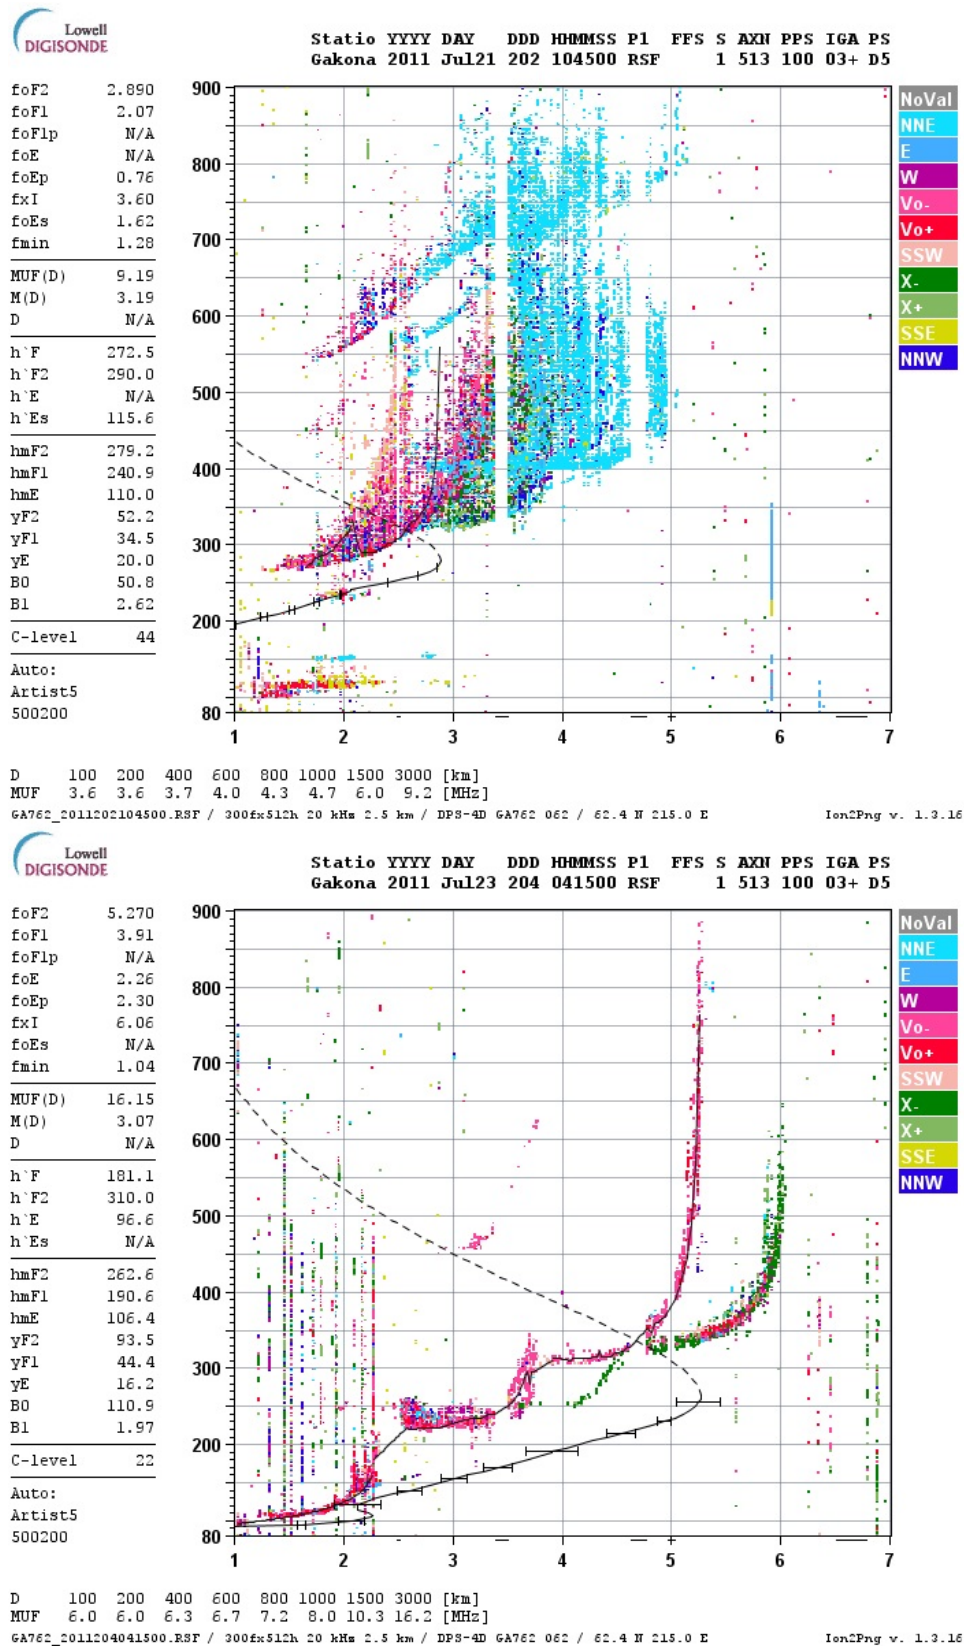 Lowell
DIGISONDE
Statio YYYY DAY DDD HHMMSS P1 FFS S AXN PPS IGA PS
Gakona 2011 Jul21 202 104500 RSF 1 513 100 03+ D5
foF2 2.890
foF1 2.07
foF1p N/A
foE N/A
foEp 0.76
fxI 3.60
foEs 1.62
fmin 1.28
MUF(D) 9.19
M(D) 3.19
D N/A
h`F 272.5
h`F2 290.0
h`E N/A
h`Es 115.6
hmF2 279.2
hmF1 240.9
hmE 110.0
yF2 52.2
yF1 34.5
yE 20.0
B0 50.8
B1 2.62
C-level 44
Auto:
Artist5
500200
900
800
700
600
500
400
300
200
80
1 2 3 4 5 6 7
NoVal
NNE
E
W
Vo-
Vo+
SSW
X-
X+
SSE
NNW
D 100 200 400 600 800 1000 1500 3000 [km]
MUF 3.6 3.6 3.7 4.0 4.3 4.7 6.0 9.2 [MHz]
GA762_2011202104500.RSF / 300fx512h 20 kHz 2.5 km / DPS-4D GA762 062 / 62.4 N 215.0 E Ion2Png v. 1.3.16
Lowell
DIGISONDE
Statio YYYY DAY DDD HHMMSS P1 FFS S AXN PPS IGA PS
Gakona 2011 Jul23 204 041500 RSF 1 513 100 03+ D5
foF2 5.270
foF1 3.91
foF1p N/A
foE 2.26
foEp 2.30
fxI 6.06
foEs N/A
fmin 1.04
MUF(D) 16.15
M(D) 3.07
D N/A
h`F 181.1
h`F2 310.0
h`E 96.6
h`Es N/A
hmF2 262.6
hmF1 190.6
hmE 106.4
yF2 93.5
yF1 44.4
yE 16.2
B0 110.9
B1 1.97
C-level 22
Auto:
Artist5
500200
900
800
700
600
500
400
300
200
80
1 2 3 4 5 6 7
NoVal
NNE
E
W
Vo-
Vo+
SSW
X-
X+
SSE
NNW
D 100 200 400 600 800 1000 1500 3000 [km]
MUF 6.0 6.0 6.3 6.7 7.2 8.0 10.3 16.2 [MHz]
GA762_2011204041500.RSF / 300fx512h 20 kHz 2.5 km / DPS-4D GA762 062 / 62.4 N 215.0 E Ion2Png v. 1.3.16